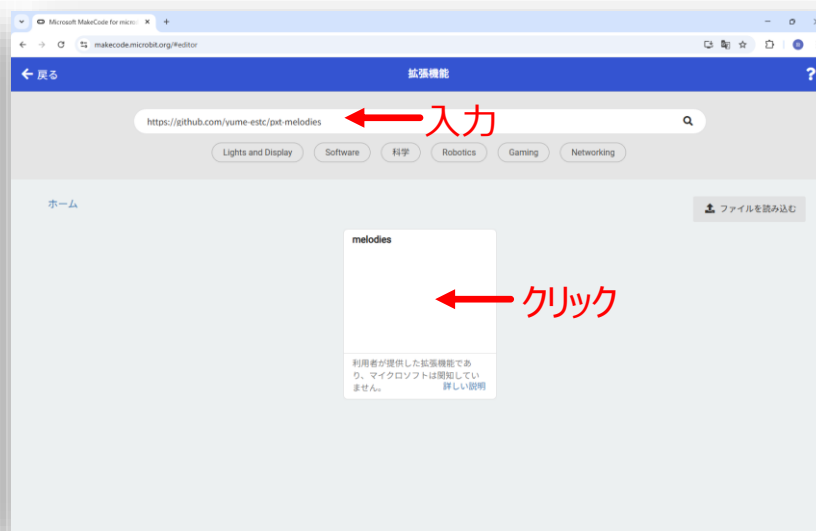 Microsoft MakeCode for micro
makecode.microbit.org/#editor
戻る
拡張機能
?
https://github.com/yume-estc/pxt-melodies
入力
Lights and Display
Software
科学
Robotics
Gaming
Networking
ホーム
ファイルを読み込む
melodies
クリック
利用者が提供した拡張機能であ
り、マイクロソフトは関知してい
ません。 詳しい説明